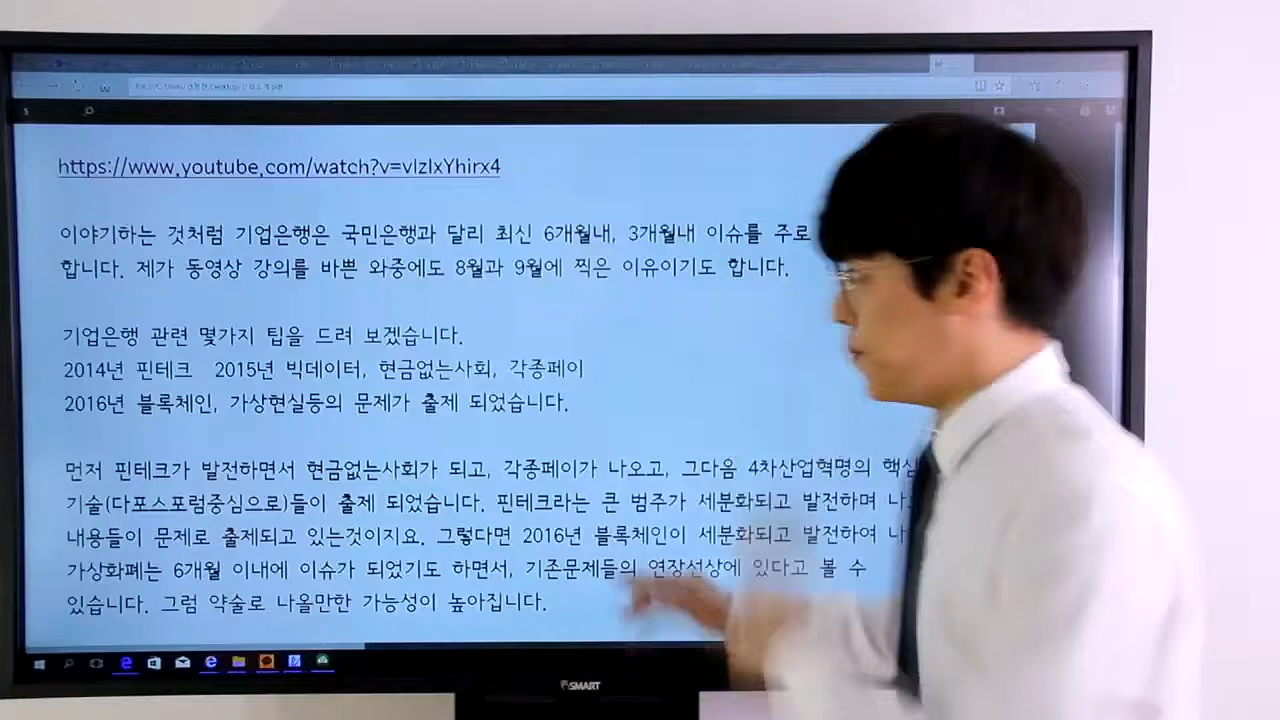 https://www.youtube.com/watch?v=vIzlxYhirx4
이야기하는 것처럼 기업은행은 국민은행과 달리 최신 6개월내, 3개월내 이슈를 주로
합니다. 제가 동영상 강의를 바쁜 와중에도 8월과 9월에 찍은 이유이기도 합니다.
기업은행 관련 몇가지 팁을 드려 보겠습니다.
2014년 핀테크 2015년 빅데이터, 현금없는사회, 각종페이
2016년 블록체인, 가상현실등의 문제가 출제 되었습니다.
먼저 핀테크가 발전하면서 현금없는사회가 되고, 각종페이가 나오고, 그다음 4차산업혁명의 핵심
기술(다포스포럼중심으로)들이 출제 되었습니다. 핀테크라는 큰 범주가 세분화되고 발전하며
내용들이 문제로 출제되고 있는것이지요. 그렇다면 2016년 블록체인이 세분화되고 발전하여
가상화폐는 6개월 이내에 이슈가 되었기도 하면서, 기존문제들의 연장선상에 있다고 볼 수
있습니다. 그럼 약술로 나올만한 가능성이 높아집니다.
SMART